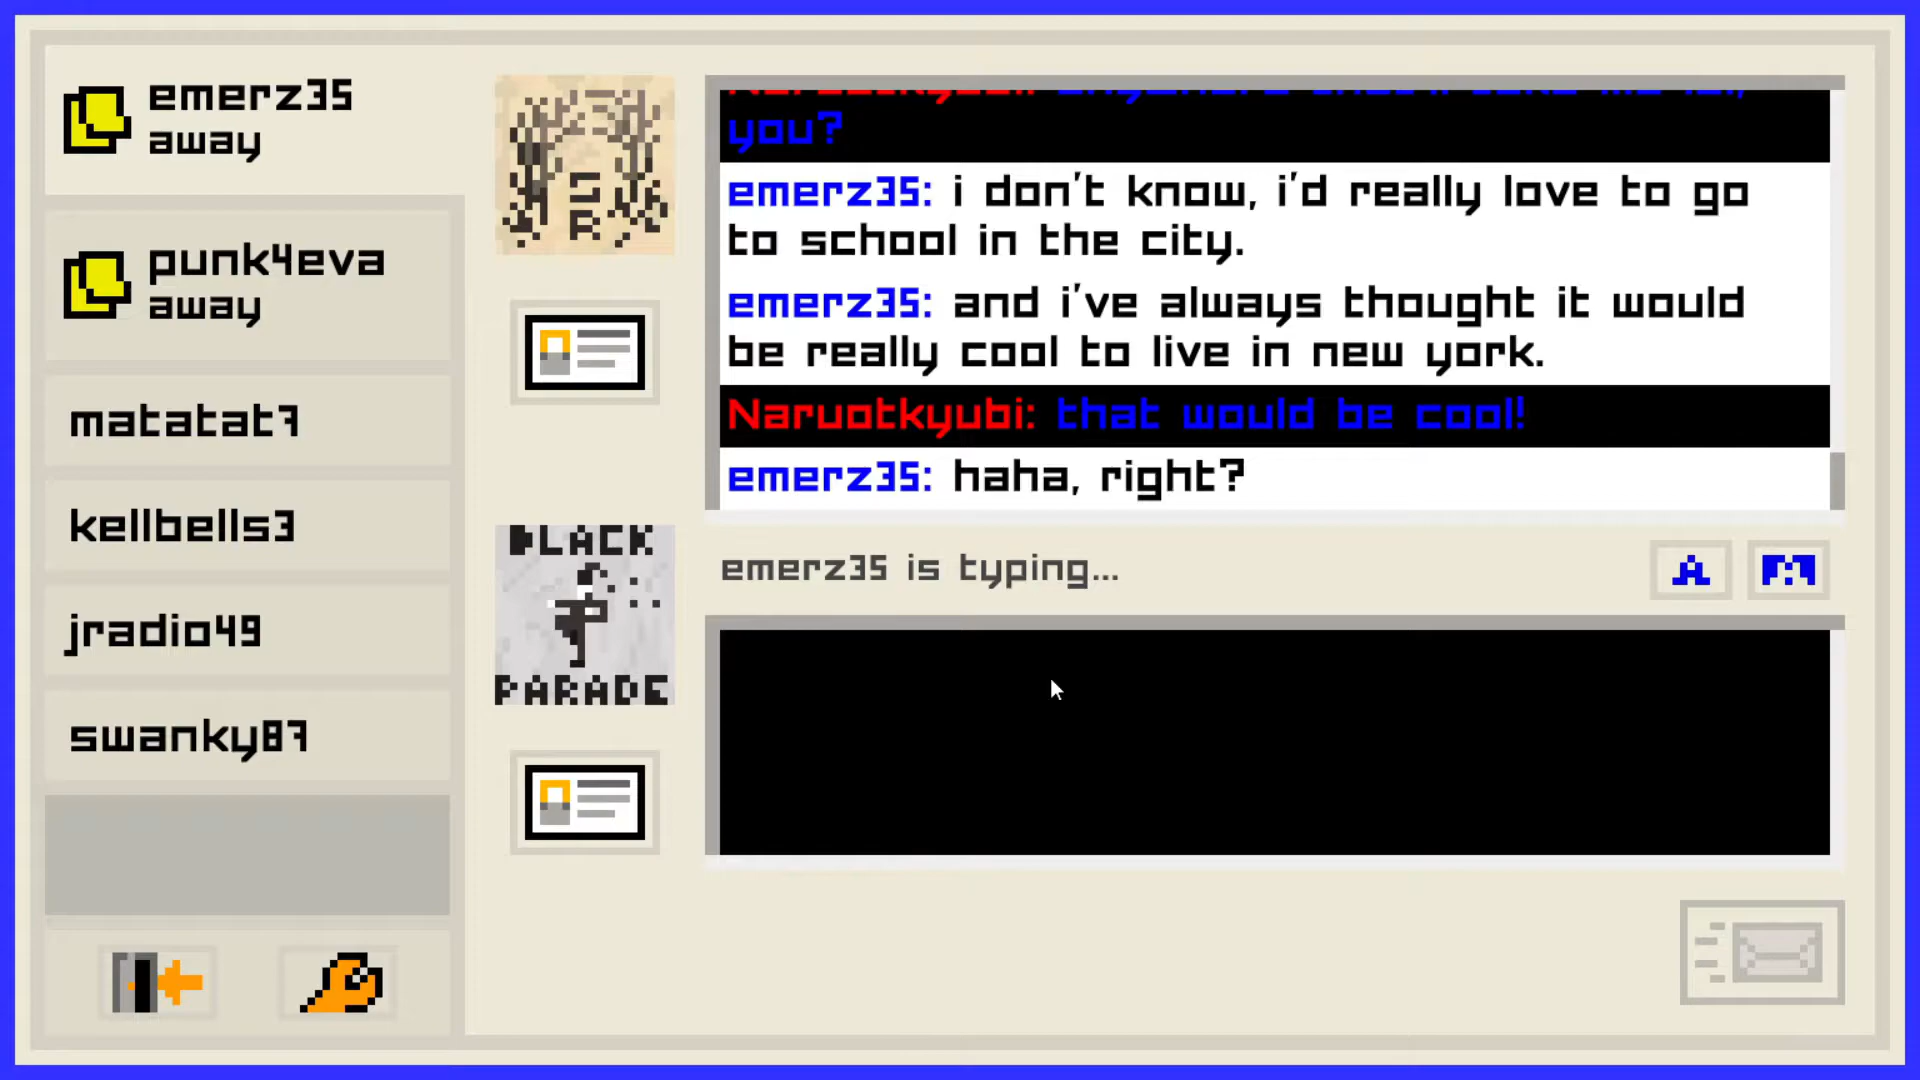 emerz35
away
punk4eva
away
matatat7
kellbells3
jradio49
swanky87
S
R
BLACK
PARADE
you?
emerz35: i don't know, i'd really love to go
to school in the city.
emerz35: and i've always thought it would
be really cool to live in new york.
Naruotkyubi: that would be cool!
emerz35: haha, right?
emerz35 is typing...
A